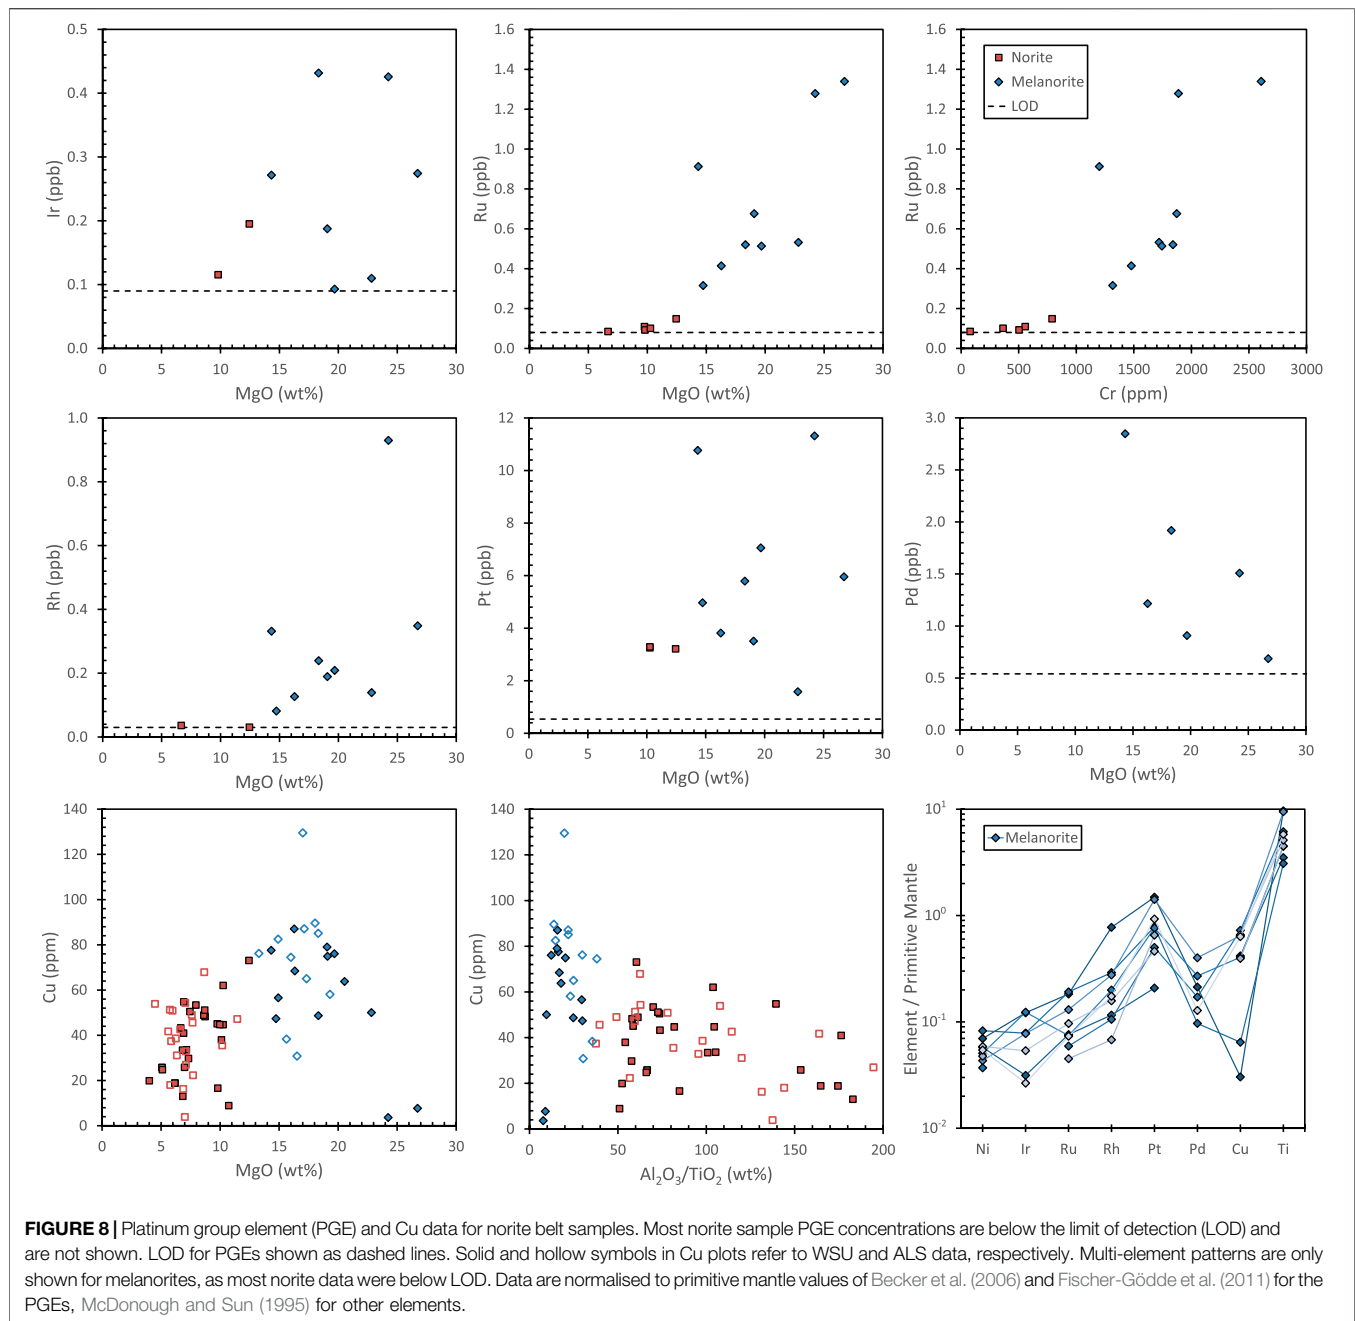 0.5
0.4
0.3
0.2
0.1
0.0
Ir (ppb)
0 5 10 15 20 25 30
MgO (wt%)
1.6
1.4
1.2
1.0
0.8
0.6
0.4
0.2
0.0
Ru (ppb)
0 5 10 15 20 25 30
MgO (wt%)
1.6
1.4
1.2
1.0
0.8
0.6
0.4
0.2
0.0
Ru (ppb)
Norite
Melanorite
LOD
0 500 1000 1500 2000 2500 3000
Cr (ppm)
1.0
0.8
0.6
0.4
0.2
0.0
Rh (ppb)
0 5 10 15 20 25 30
MgO (wt%)
12
10
8
6
4
2
0
Pt (ppb)
0 5 10 15 20 25 30
MgO (wt%)
3.0
2.5
2.0
1.5
1.0
0.5
0.0
Pd (ppb)
0 5 10 15 20 25 30
MgO (wt%)
140
120
100
80
60
40
20
0
Cu (ppm)
0 5 10 15 20 25 30
MgO (wt%)
140
120
100
80
60
40
20
0
Cu (ppm)
0 50 100 150 200
Al₂O₃/TiO₂ (wt%)
10¹
10⁰
10⁻¹
10⁻²
Element / Primitive Mantle
Melanorite
Ni Ir Ru Rh Pt Pd Cu Ti
FIGURE 8 | Platinum group element (PGE) and Cu data for norite belt samples. Most norite sample PGE concentrations are below the limit of detection (LOD) and
are not shown. LOD for PGEs shown as dashed lines. Solid and hollow symbols in Cu plots refer to WSU and ALS data, respectively. Multi-element patterns are only
shown for melanorites, as most norite data were below LOD. Data are normalised to primitive mantle values of Becker et al. (2006) and Fischer-Gödde et al. (2011) for the
PGEs, McDonough and Sun (1995) for other elements.